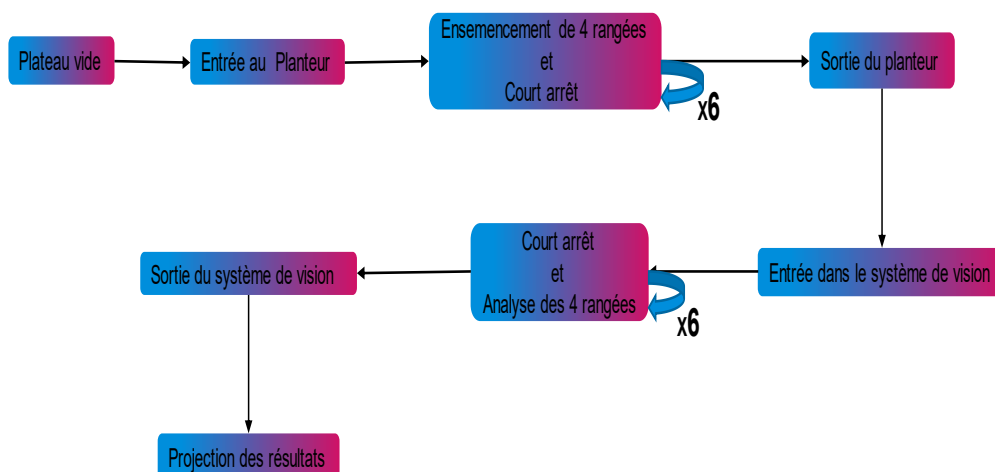 Plateau vide
Entrée au Planteur
Ensemencement de 4 rangées
et
Court arrêt
x6
Sortie du planteur
Entrée dans le système de vision
Court arrêt
et
Analyse des 4 rangées
x6
Sortie du système de vision
Projection des résultats